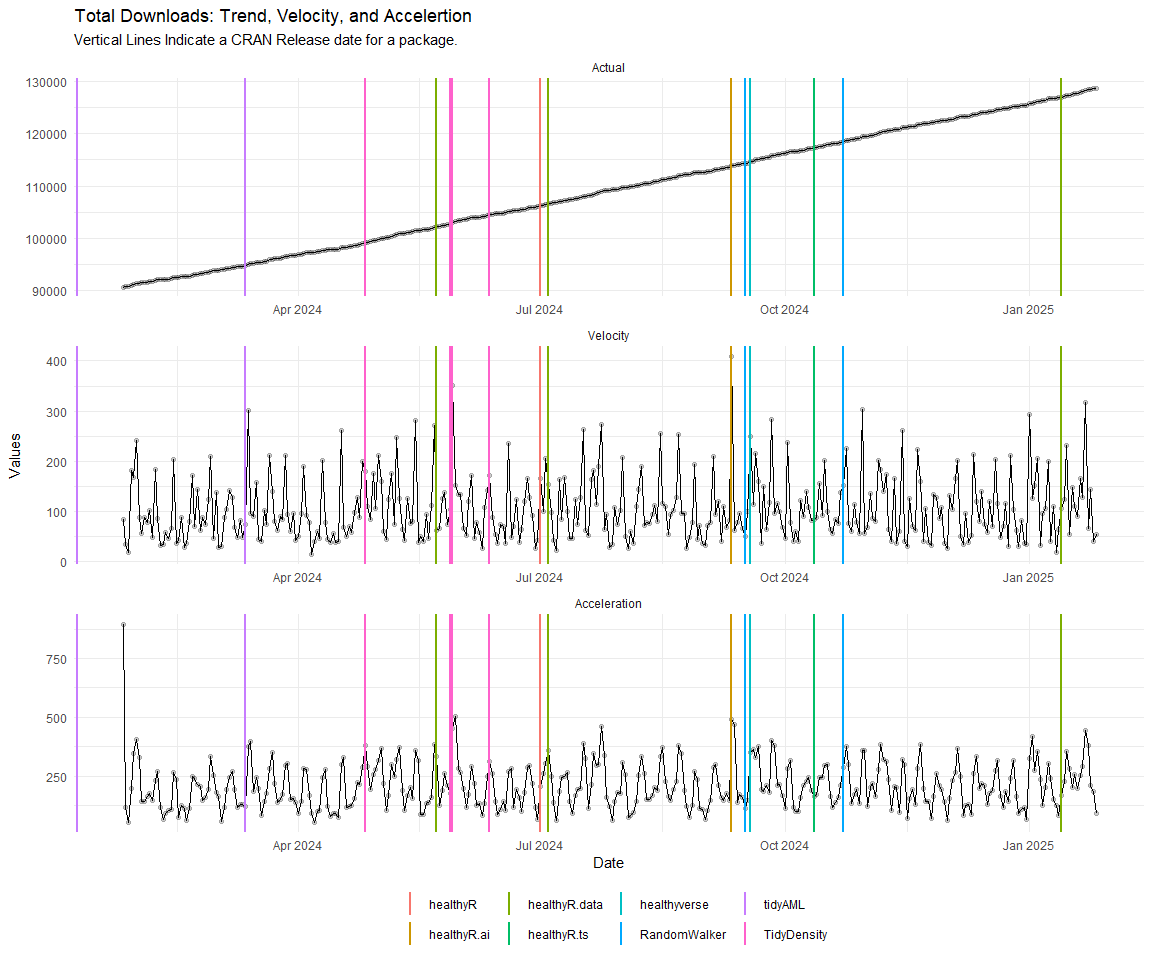 Total Downloads: Trend, Velocity, and Accelertion
Vertical Lines Indicate a CRAN Release date for a package.
Actual
130000
120000
110000
100000
90000
Apr 2024 Jul 2024 Oct 2024 Jan 2025
Velocity
400
300
200
100
0
Apr 2024 Jul 2024 Oct 2024 Jan 2025
Values
Acceleration
750
500
250
Apr 2024 Jul 2024 Oct 2024 Jan 2025
Date
healthyR healthyR.data healthyverse tidyAML
healthyR.ai healthyR.ts RandomWalker TidyDensity